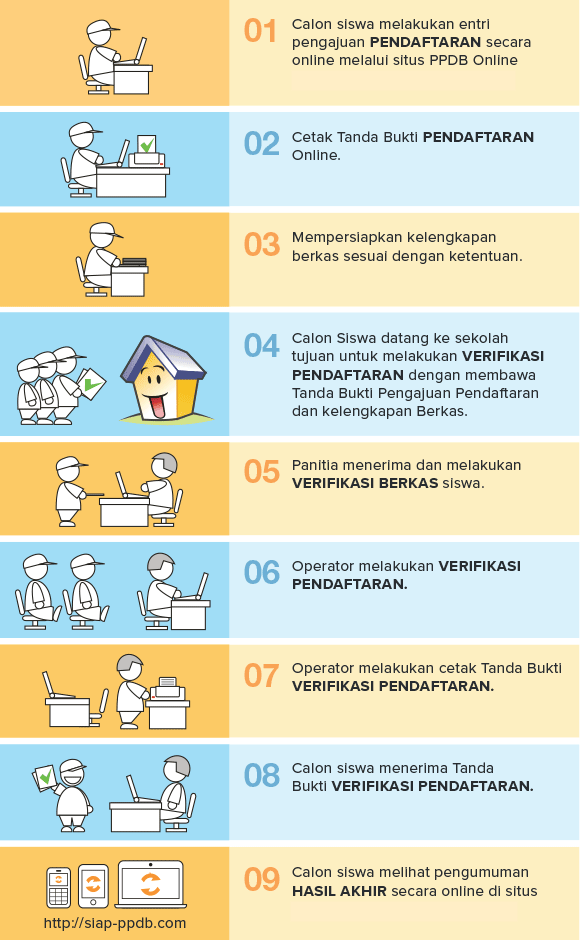 01
Calon siswa melakukan entri
pengajuan PENDAFTARAN secara
online melalui situs PPDB Online
02
Cetak Tanda Bukti PENDAFTARAN
Online.
03
Mempersiapkan kelengkapan
berkas sesuai dengan ketentuan.
04
Calon Siswa datang ke sekolah
tujuan untuk melakukan VERIFIKASI
PENDAFTARAN dengan membawa
Tanda Bukti Pengajuan Pendaftaran
dan kelengkapan Berkas.
05
Panitia menerima dan melakukan
VERIFIKASI BERKAS siswa.
06
Operator melakukan VERIFIKASI
PENDAFTARAN.
07
Operator melakukan cetak Tanda Bukti
VERIFIKASI PENDAFTARAN.
08
Calon siswa menerima Tanda
Bukti VERIFIKASI PENDAFTARAN.
09
Calon siswa melihat pengumuman
HASIL AKHIR secara online di situs
http://siap-ppdb.com